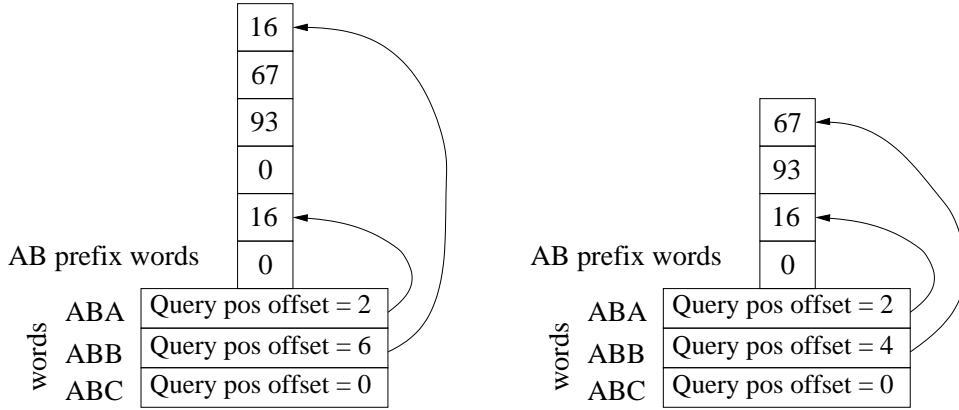 16
67
93
0
16
0
AB prefix words
words
ABA Query pos offset = 2
ABB Query pos offset = 6
ABC Query pos offset = 0
67
93
16
0
AB prefix words
words
ABA Query pos offset = 2
ABB Query pos offset = 4
ABC Query pos offset = 0